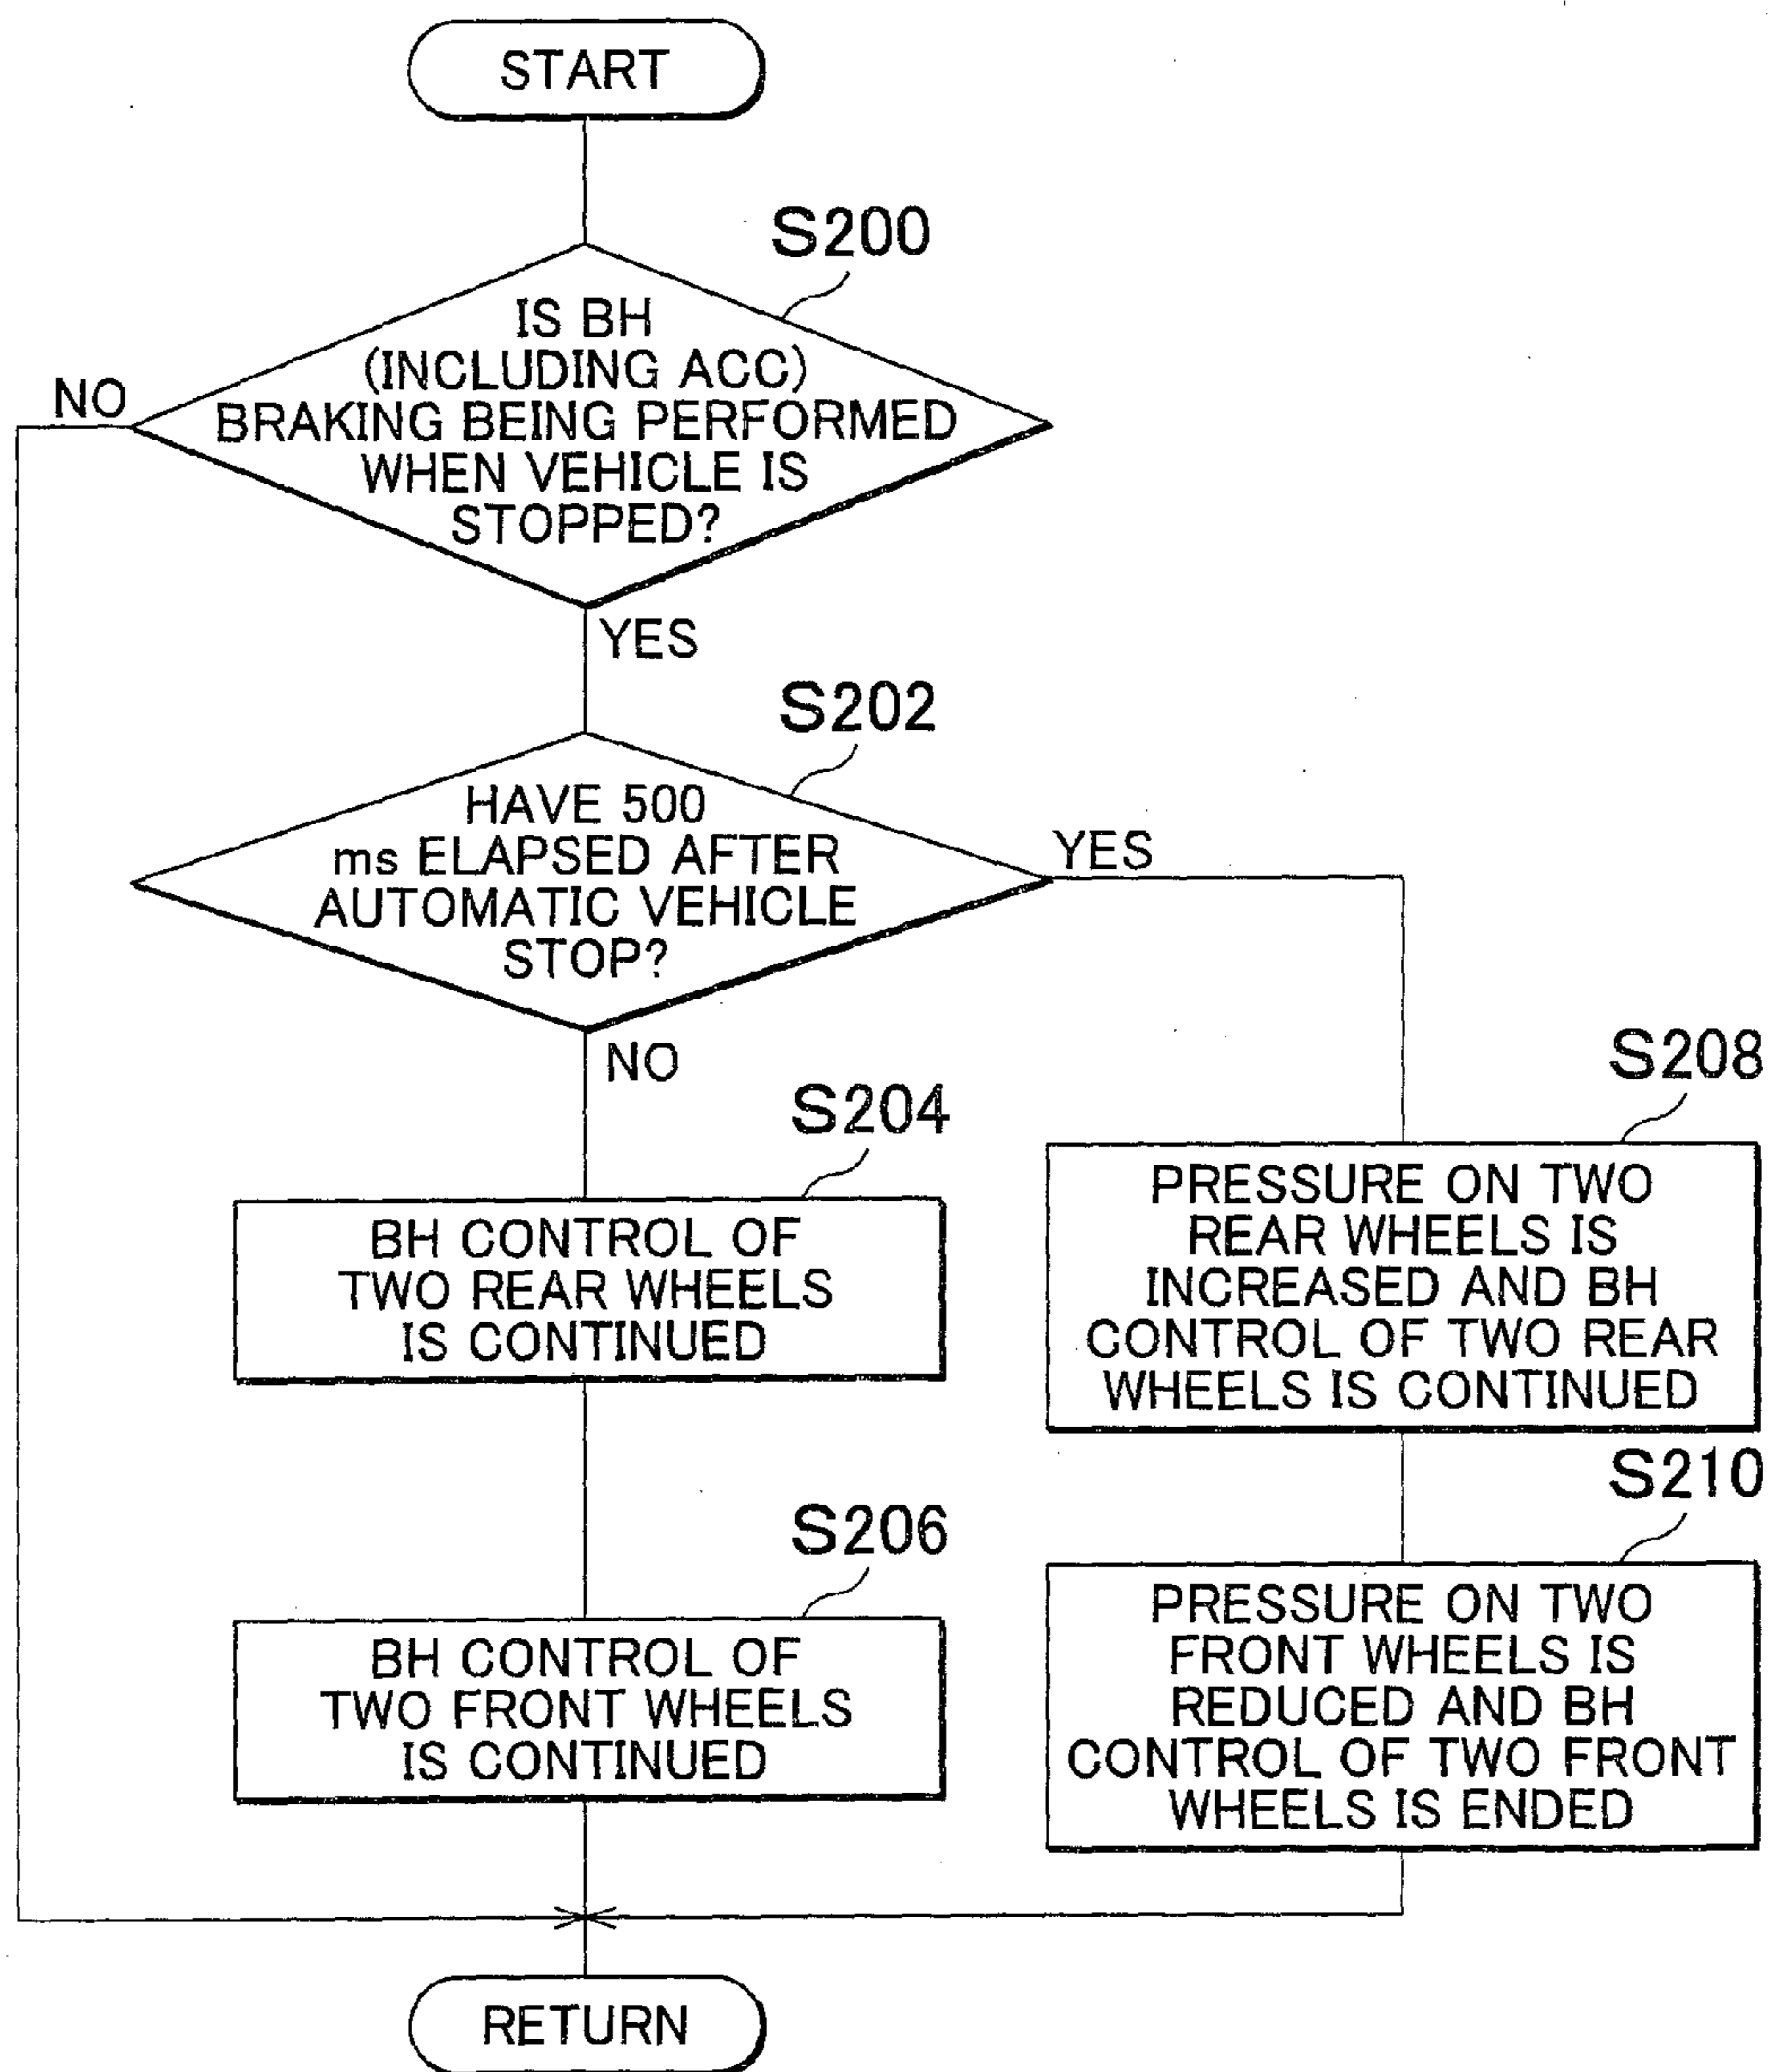 START
S200
IS BH
(INCLUDING ACC)
BRAKING BEING PERFORMED
WHEN VEHICLE IS
STOPPED?
NO
YES
S202
HAVE 500
ms ELAPSED AFTER
AUTOMATIC VEHICLE
STOP?
YES
NO
S204
BH CONTROL OF
TWO REAR WHEELS
IS CONTINUED
S206
BH CONTROL OF
TWO FRONT WHEELS
IS CONTINUED
S208
PRESSURE ON TWO
REAR WHEELS IS
INCREASED AND BH
CONTROL OF TWO REAR
WHEELS IS CONTINUED
S210
PRESSURE ON TWO
FRONT WHEELS IS
REDUCED AND BH
CONTROL OF TWO FRONT
WHEELS IS ENDED
RETURN